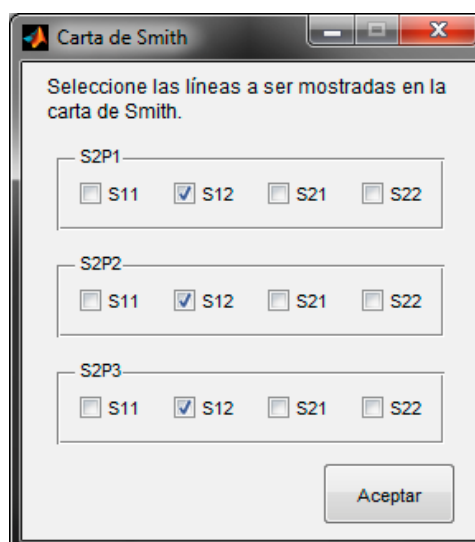 Carta de Smith
Seleccione las líneas a ser mostradas en la
carta de Smith.
S2P1
S11 S12 S21 S22
S2P2
S11 S12 S21 S22
S2P3
S11 S12 S21 S22
Aceptar